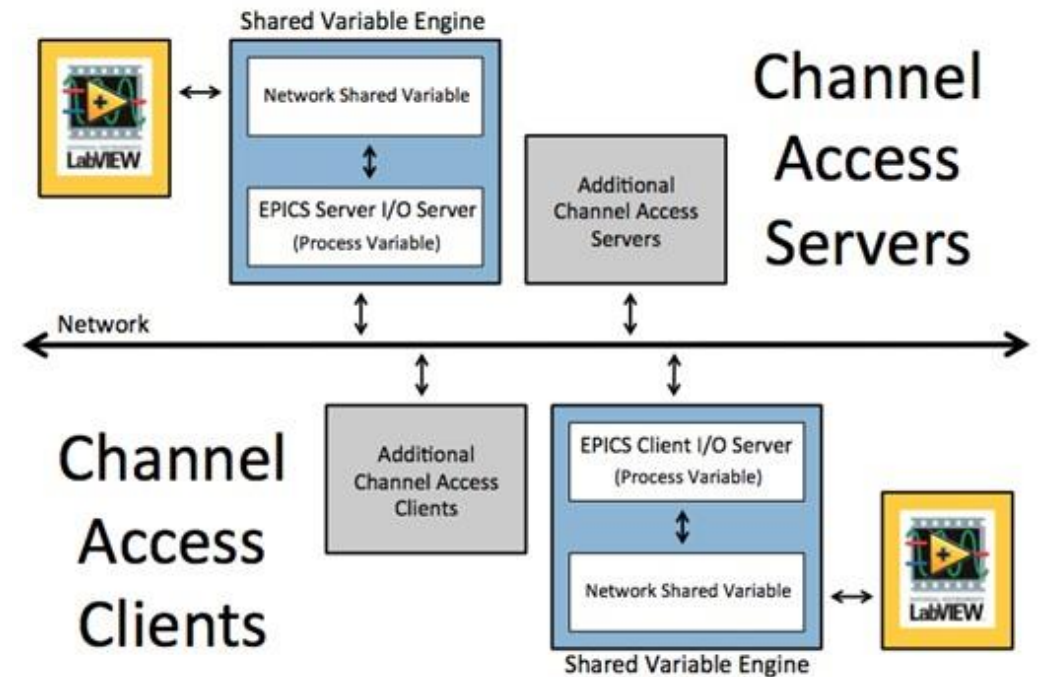 Shared Variable Engine
LabVIEW
Network Shared Variable
EPICS Server I/O Server
(Process Variable)
Additional
Channel Access
Servers
Channel
Access
Servers
Network
Channel
Access
Clients
Additional
Channel Access
Clients
EPICS Client I/O Server
(Process Variable)
Network Shared Variable
LabVIEW
Shared Variable Engine